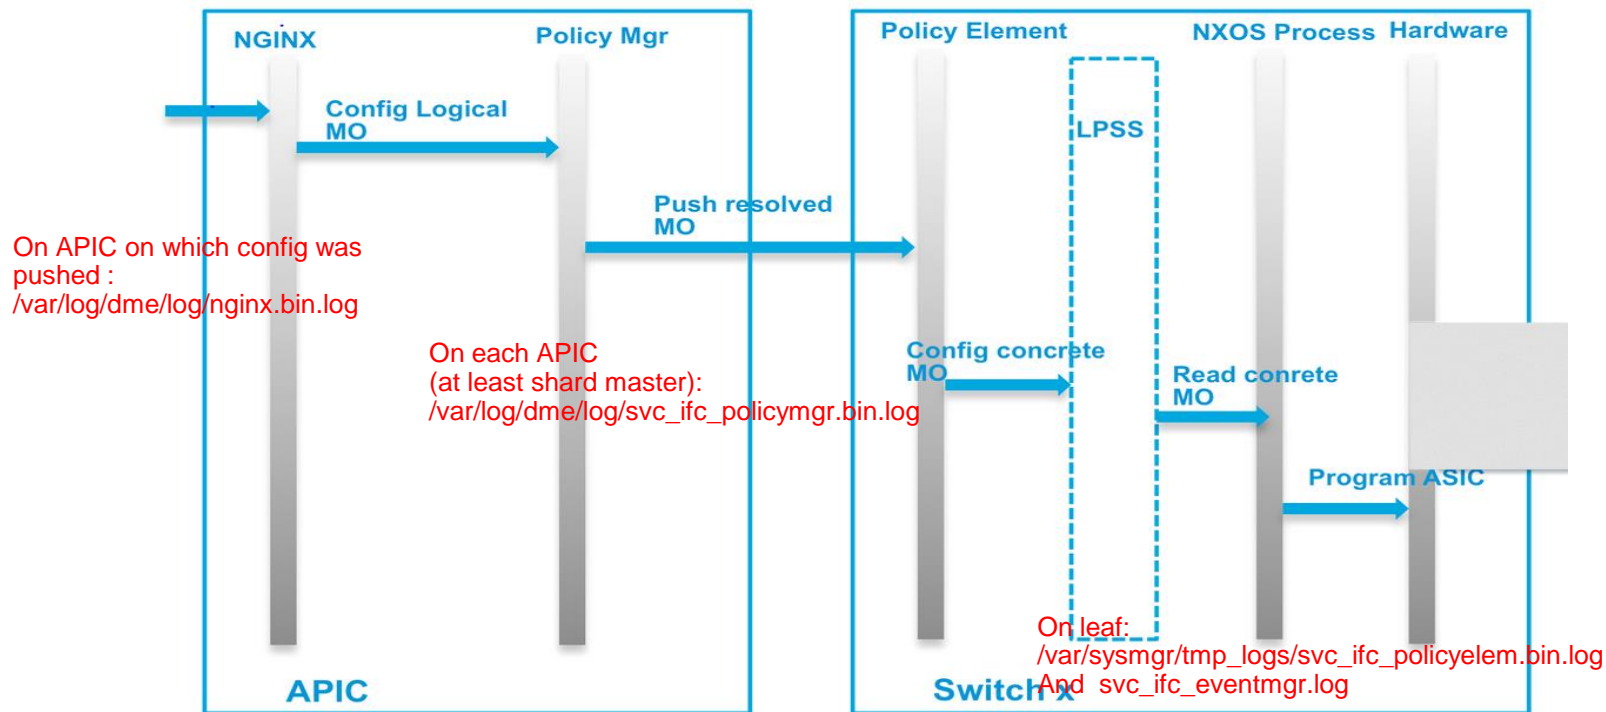 NGINX
Policy Mgr
Policy Element
NXOS Process
Hardware
Config Logical
MO
LPSS
Push resolved
MO
On APIC on which config was
pushed :
/var/log/dme/log/nginx.bin.log
On each APIC
(at least shard master):
/var/log/dme/log/svc_ifc_policymgr.bin.log
Config concrete
MO
Read conrete
MO
Program ASIC
On leaf:
/var/sysmgr/tmp_logs/svc_ifc_policyelem.bin.log
And svc_ifc_eventmgr.log
APIC
Switch x